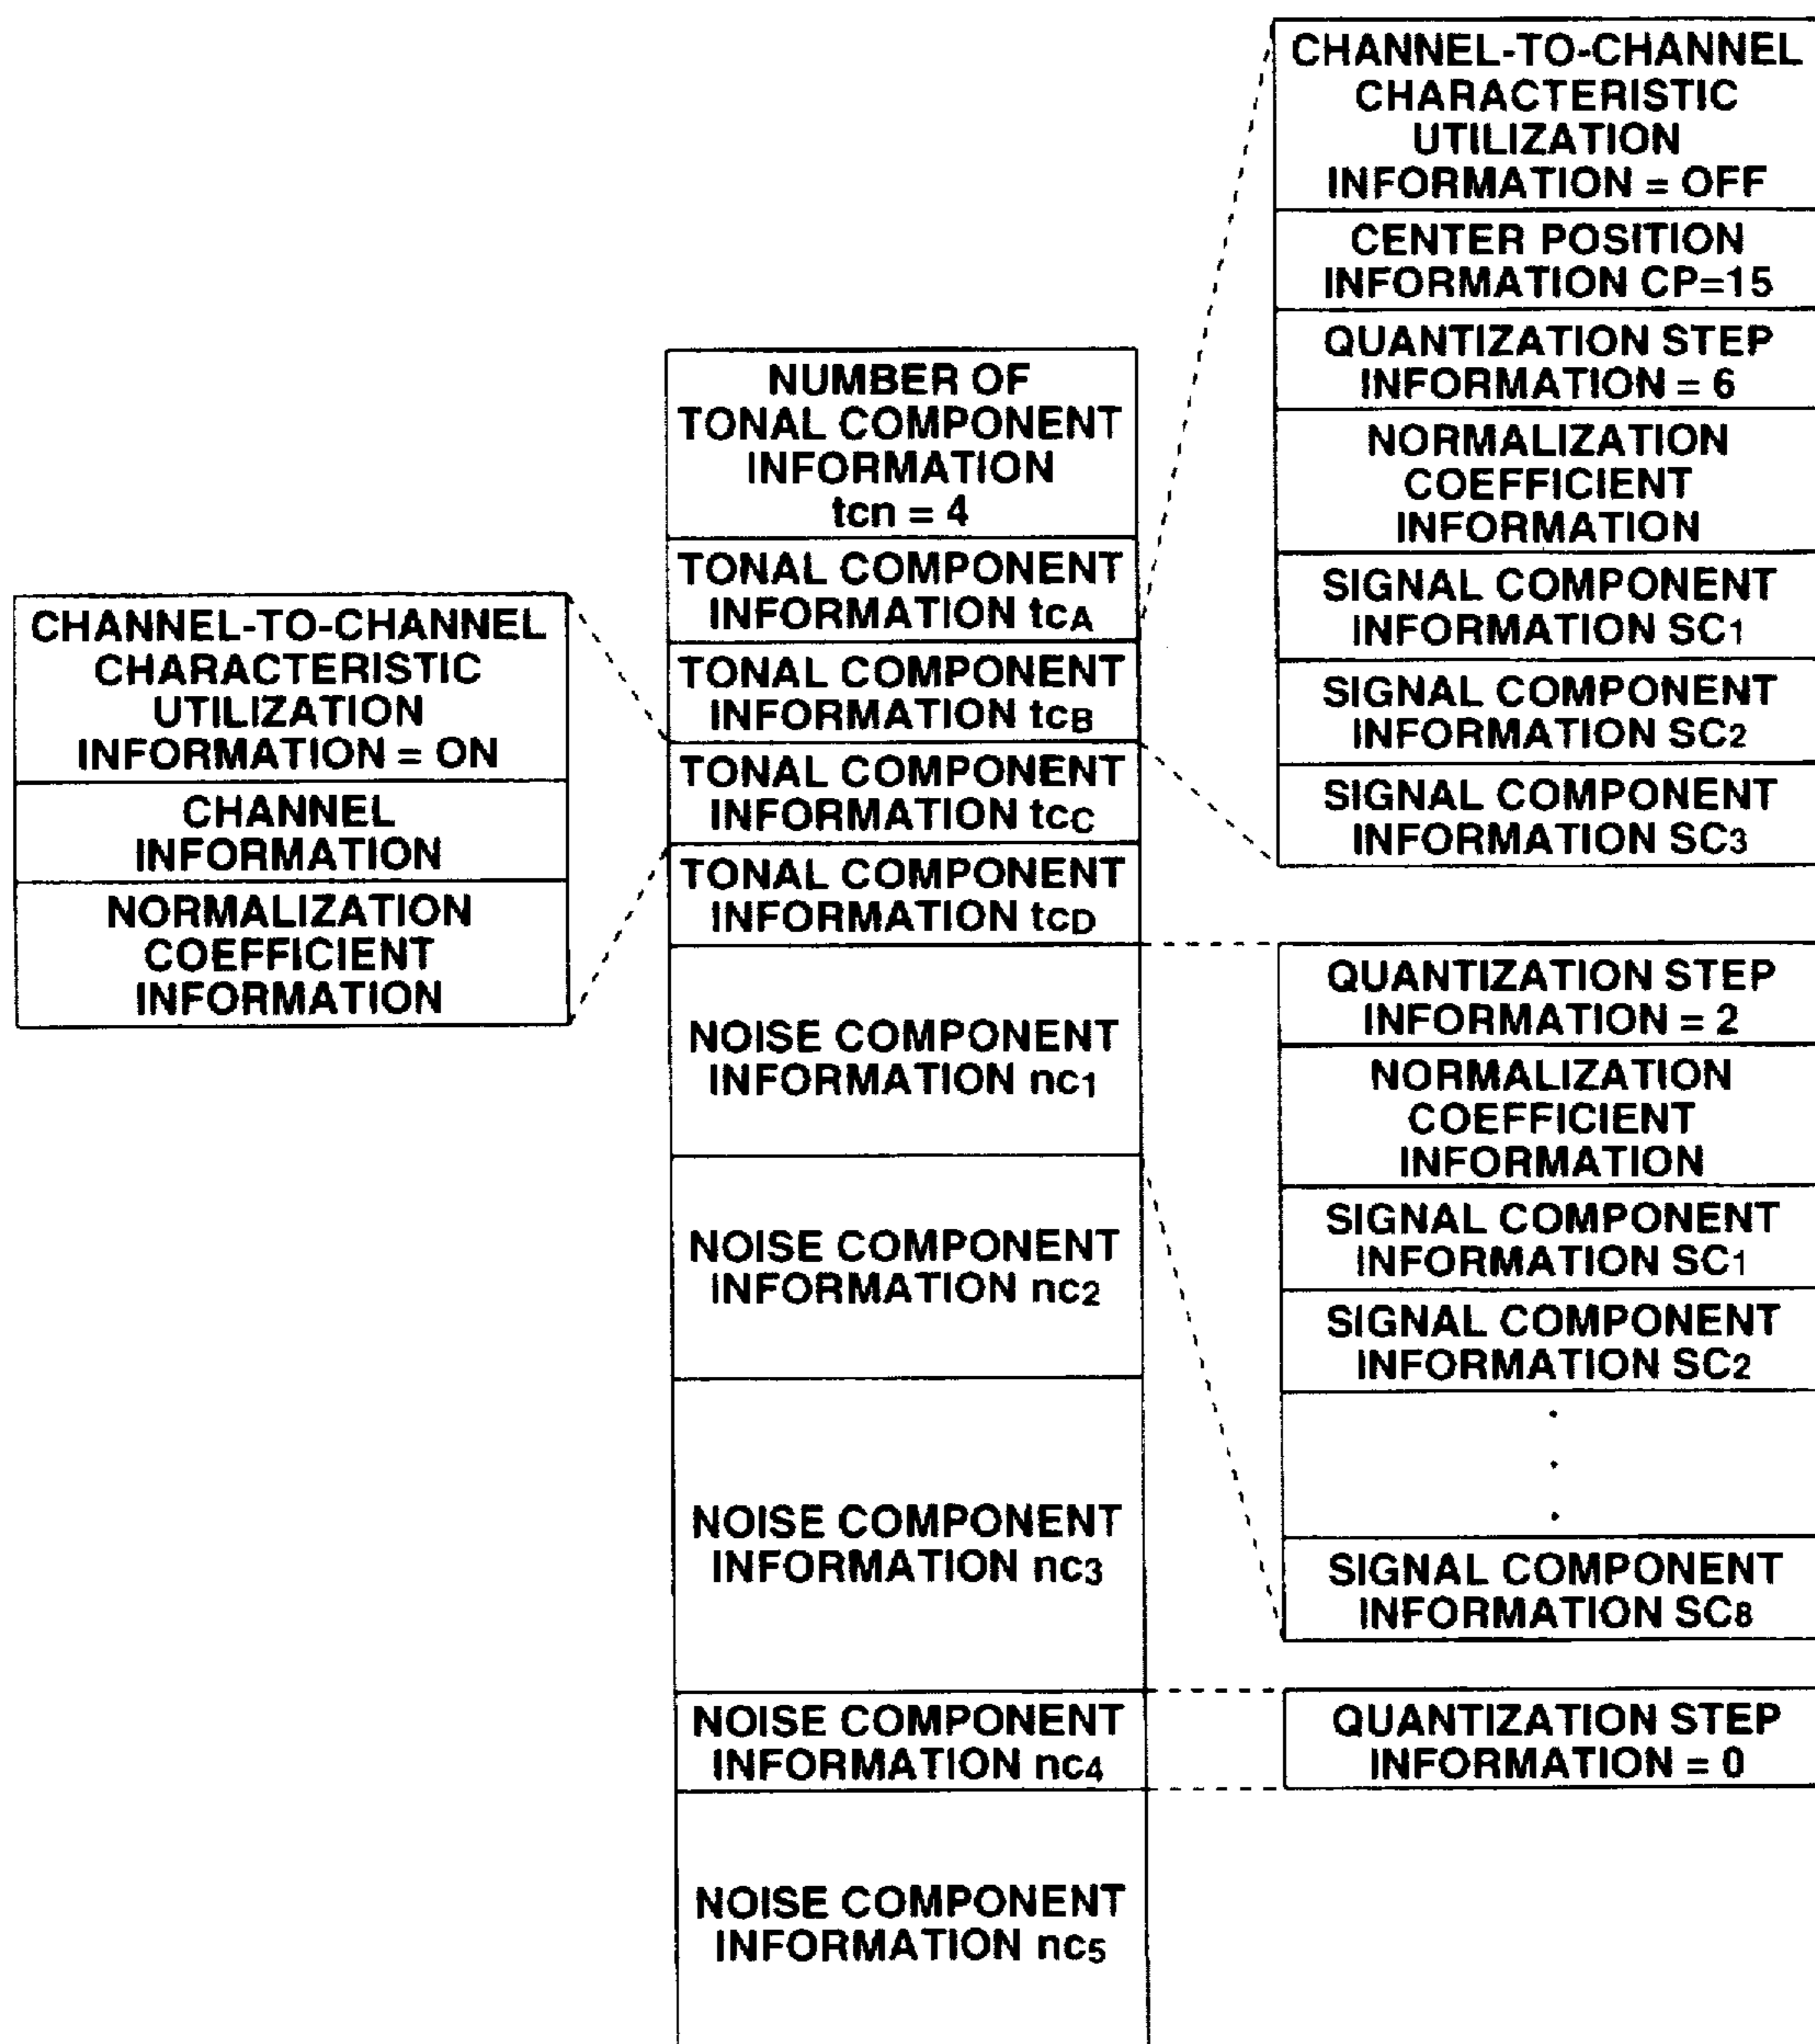 CHANNEL-TO-CHANNEL
CHARACTERISTIC
UTILIZATION
INFORMATION = ON
CHANNEL
INFORMATION
NORMALIZATION
COEFFICIENT
INFORMATION
NUMBER OF
TONAL COMPONENT
INFORMATION
tcn = 4
TONAL COMPONENT
INFORMATION tcA
TONAL COMPONENT
INFORMATION tcB
TONAL COMPONENT
INFORMATION tcC
TONAL COMPONENT
INFORMATION tcD
NOISE COMPONENT
INFORMATION nc1
NOISE COMPONENT
INFORMATION nc2
NOISE COMPONENT
INFORMATION nc3
NOISE COMPONENT
INFORMATION nc4
NOISE COMPONENT
INFORMATION nc5
CHANNEL-TO-CHANNEL
CHARACTERISTIC
UTILIZATION
INFORMATION = OFF
CENTER POSITION
INFORMATION CP=15
QUANTIZATION STEP
INFORMATION = 6
NORMALIZATION
COEFFICIENT
INFORMATION
SIGNAL COMPONENT
INFORMATION SC1
SIGNAL COMPONENT
INFORMATION SC2
SIGNAL COMPONENT
INFORMATION SC3
QUANTIZATION STEP
INFORMATION = 2
NORMALIZATION
COEFFICIENT
INFORMATION
SIGNAL COMPONENT
INFORMATION SC1
SIGNAL COMPONENT
INFORMATION SC2
.
.
.
SIGNAL COMPONENT
INFORMATION SC8
QUANTIZATION STEP
INFORMATION = 0